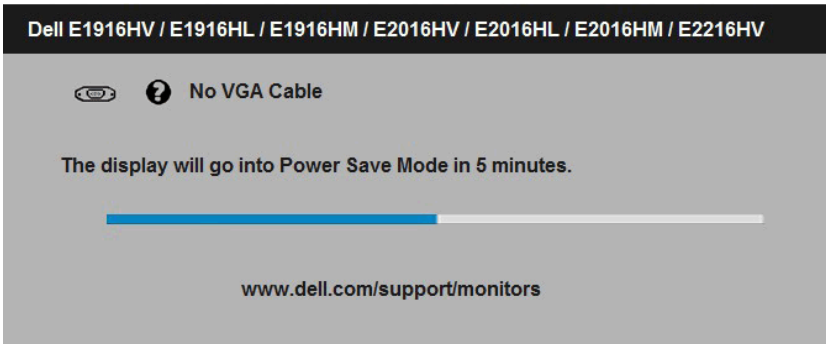 Dell E1916HV / E1916HL / E1916HM / E2016HV / E2016HL / E2016HM / E2216HV
No VGA Cable
The display will go into Power Save Mode in 5 minutes.
www.dell.com/support/monitors